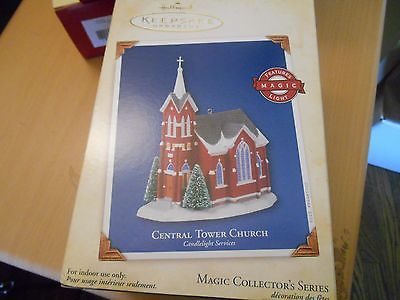 Hallmark
KEEPSAKE
ORNAMENT
FEATURES
MAGIC
LIGHT
CENTRAL TOWER CHURCH
Candlelight Services
For indoor use only:
Pour usage intérieur seulement.
MAGIC COLLECTOR'S SERIES
décoration des fêtes